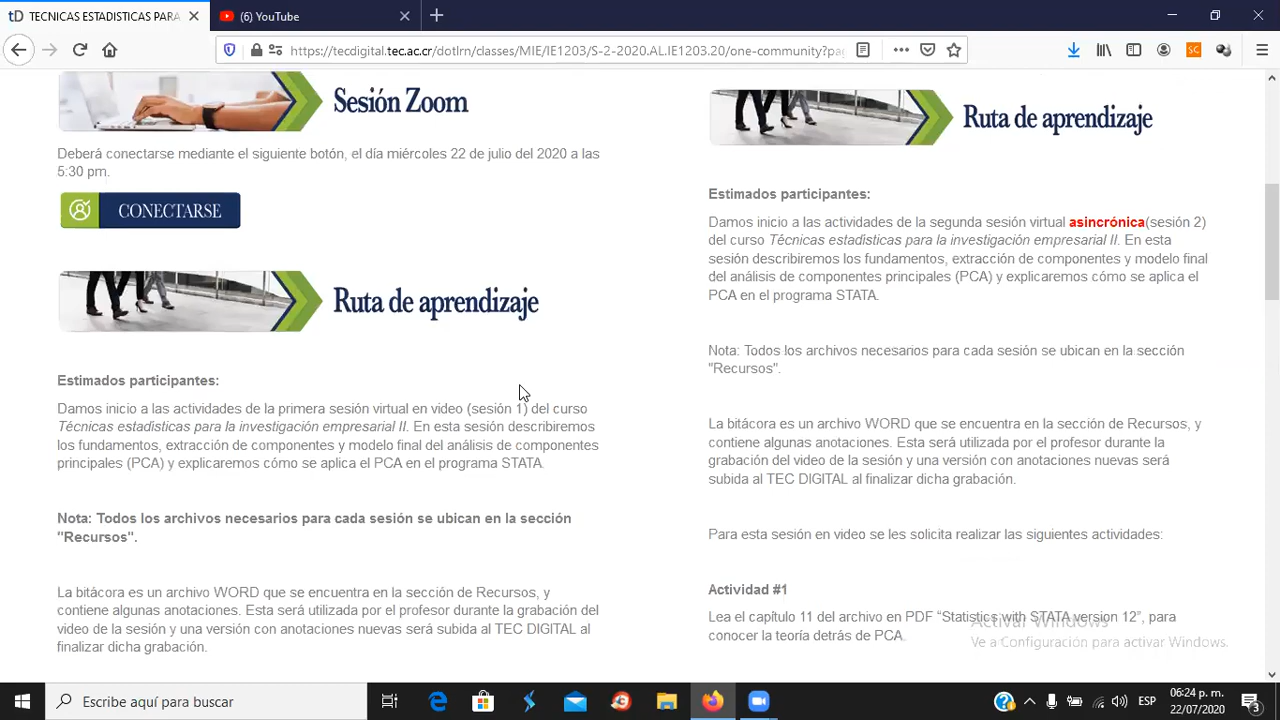 TECNICAS ESTADISTICAS PARA
(6) YouTube
https://tecdigital.tec.ac.cr/dotlrn/classes/MIE/IE1203/S-2-2020.AL.IE1203.20/one-community?pa
SC
Sesión Zoom
Deberá conectarse mediante el siguiente botón, el día miércoles 22 de julio del 2020 a las
5:30 pm.
CONECTARSE
Ruta de aprendizaje
Estimados participantes:
Damos inicio a las actividades de la primera sesión virtual en video (sesión 1) del curso
Técnicas estadisticas para la investigación empresarial II. En esta sesión describiremos
los fundamentos, extracción de componentes y modelo final del análisis de componentes
principales (PCA) y explicaremos cómo se aplica el PCA en el programa STATA.
Nota: Todos los archivos necesarios para cada sesión se ubican en la sección
"Recursos".
La bitácora es un archivo WORD que se encuentra en la sección de Recursos, y
contiene algunas anotaciones. Esta será utilizada por el profesor durante la grabación del
video de la sesión y una versión con anotaciones nuevas será subida al TEC DIGITAL al
finalizar dicha grabación.
Ruta de aprendizaje
Estimados participantes:
Damos inicio a las actividades de la segunda sesión virtual asincrónica(sesión 2)
del curso Técnicas estadisticas para la investigación empresarial II. En esta
sesión describiremos los fundamentos, extracción de componentes y modelo final
del análisis de componentes principales (PCA) y explicaremos cómo se aplica el
PCA en el programa STATA.
Nota: Todos los archivos necesarios para cada sesión se ubican en la sección
"Recursos".
La bitácora es un archivo WORD que se encuentra en la sección de Recursos, y
contiene algunas anotaciones. Esta será utilizada por el profesor durante la
grabación del video de la sesión y una versión con anotaciones nuevas será
subida al TEC DIGITAL al finalizar dicha grabación.
Para esta sesión en video se les solicita realizar las siguientes actividades:
Actividad #1
Lea el capítulo 11 del archivo en PDF “Statistics with STATA version 12”, para
conocer la teoría detrás de PCA.
Activar Windows
Ve a Configuración para activar Windows.
Escribe aquí para buscar
ESP
06:24 p. m.
22/07/2020
3